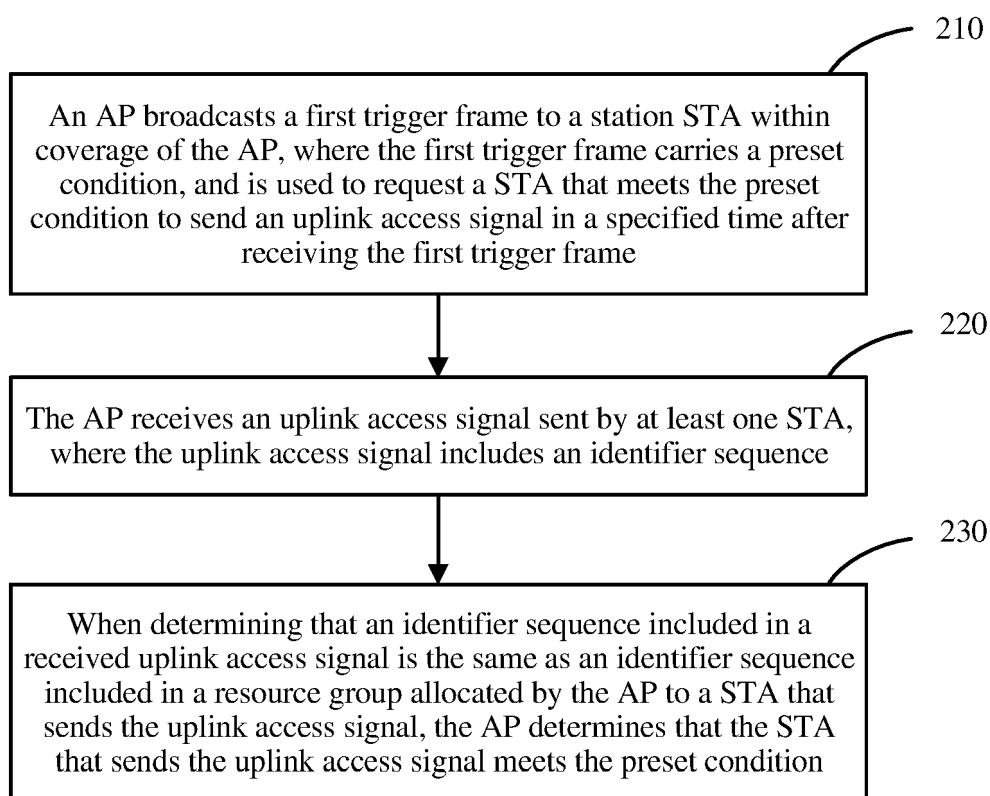 210
An AP broadcasts a first trigger frame to a station STA within
coverage of the AP, where the first trigger frame carries a preset
condition, and is used to request a STA that meets the preset
condition to send an uplink access signal in a specified time after
receiving the first trigger frame
220
The AP receives an uplink access signal sent by at least one STA,
where the uplink access signal includes an identifier sequence
230
When determining that an identifier sequence included in a
received uplink access signal is the same as an identifier sequence
included in a resource group allocated by the AP to a STA that
sends the uplink access signal, the AP determines that the STA
that sends the uplink access signal meets the preset condition